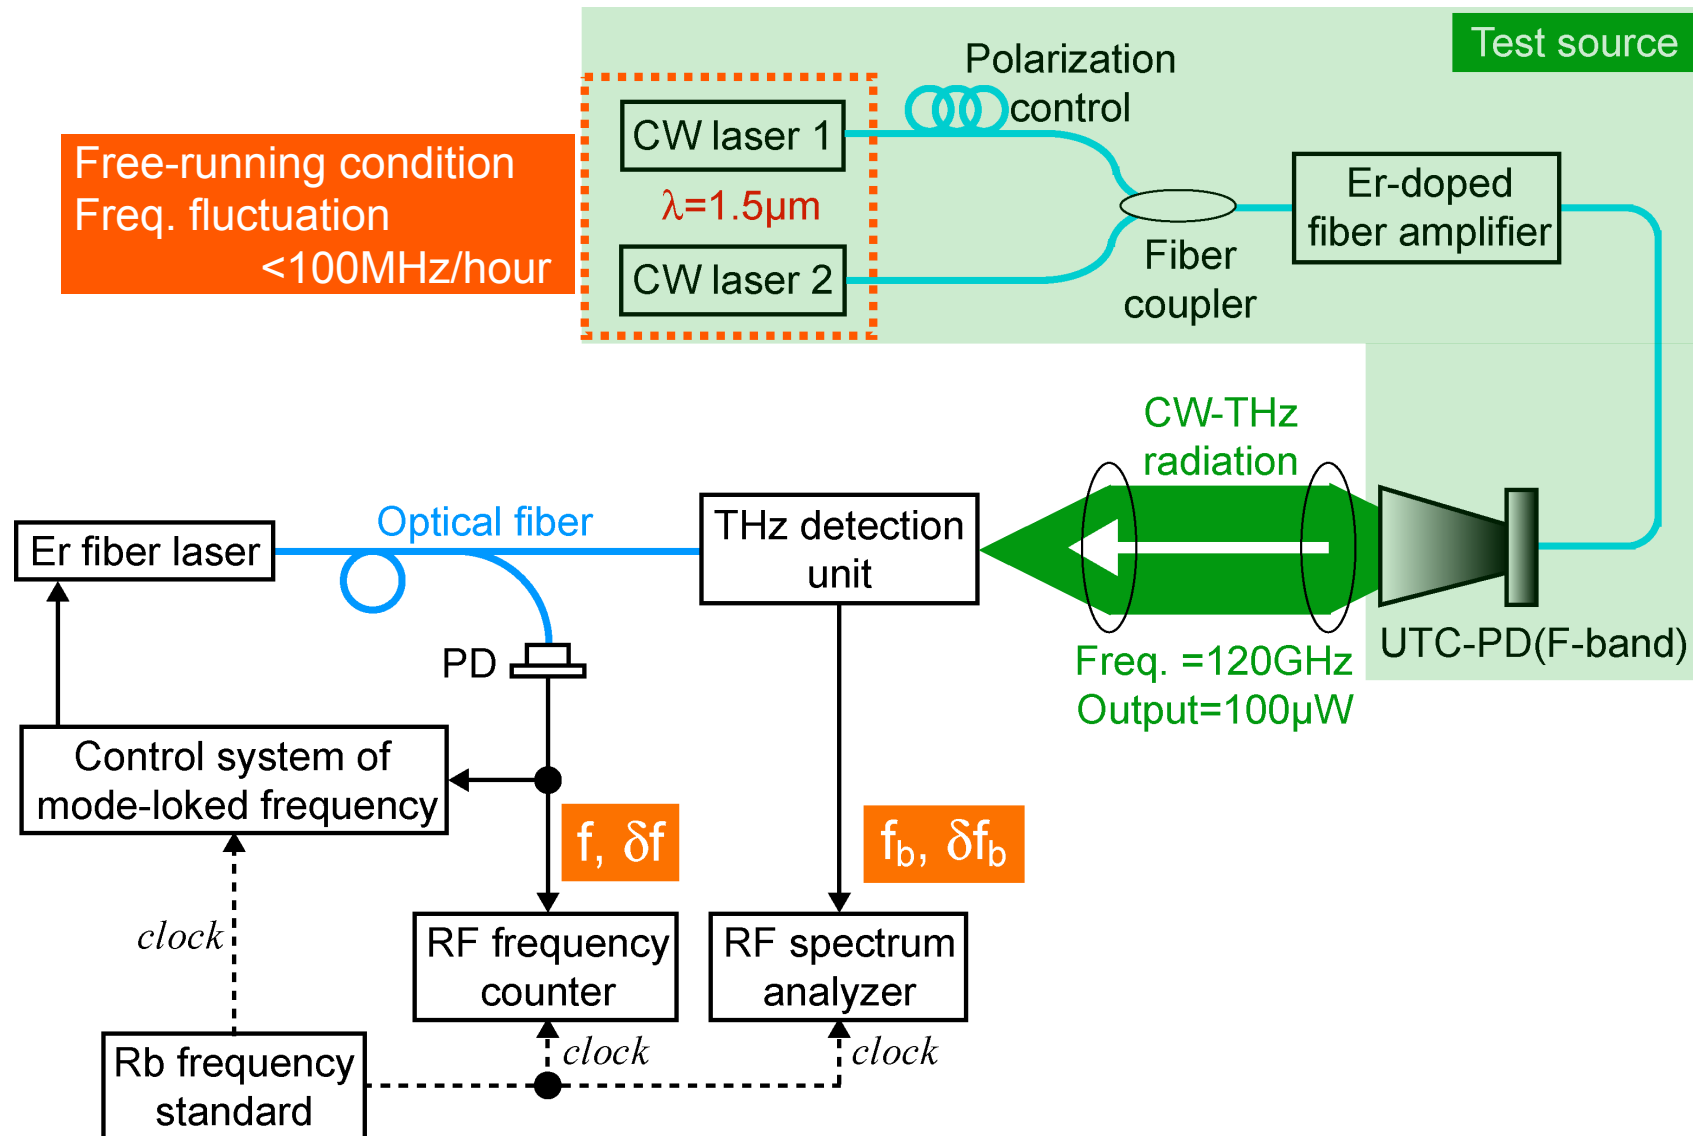 Test source
Polarization
control
CW laser 1
Free-running condition
Freq. fluctuation
<100MHz/hour
λ=1.5μm
Er-doped
fiber amplifier
CW laser 2
Fiber
coupler
CW-THz
radiation
Optical fiber
THz detection
unit
Er fiber laser
PD
UTC-PD(F-band)
Freq. =120GHz
Output=100μW
Control system of
mode-loked frequency
f, δf
fb, δfb
clock
RF frequency
counter
RF spectrum
analyzer
clock
clock
Rb frequency
standard